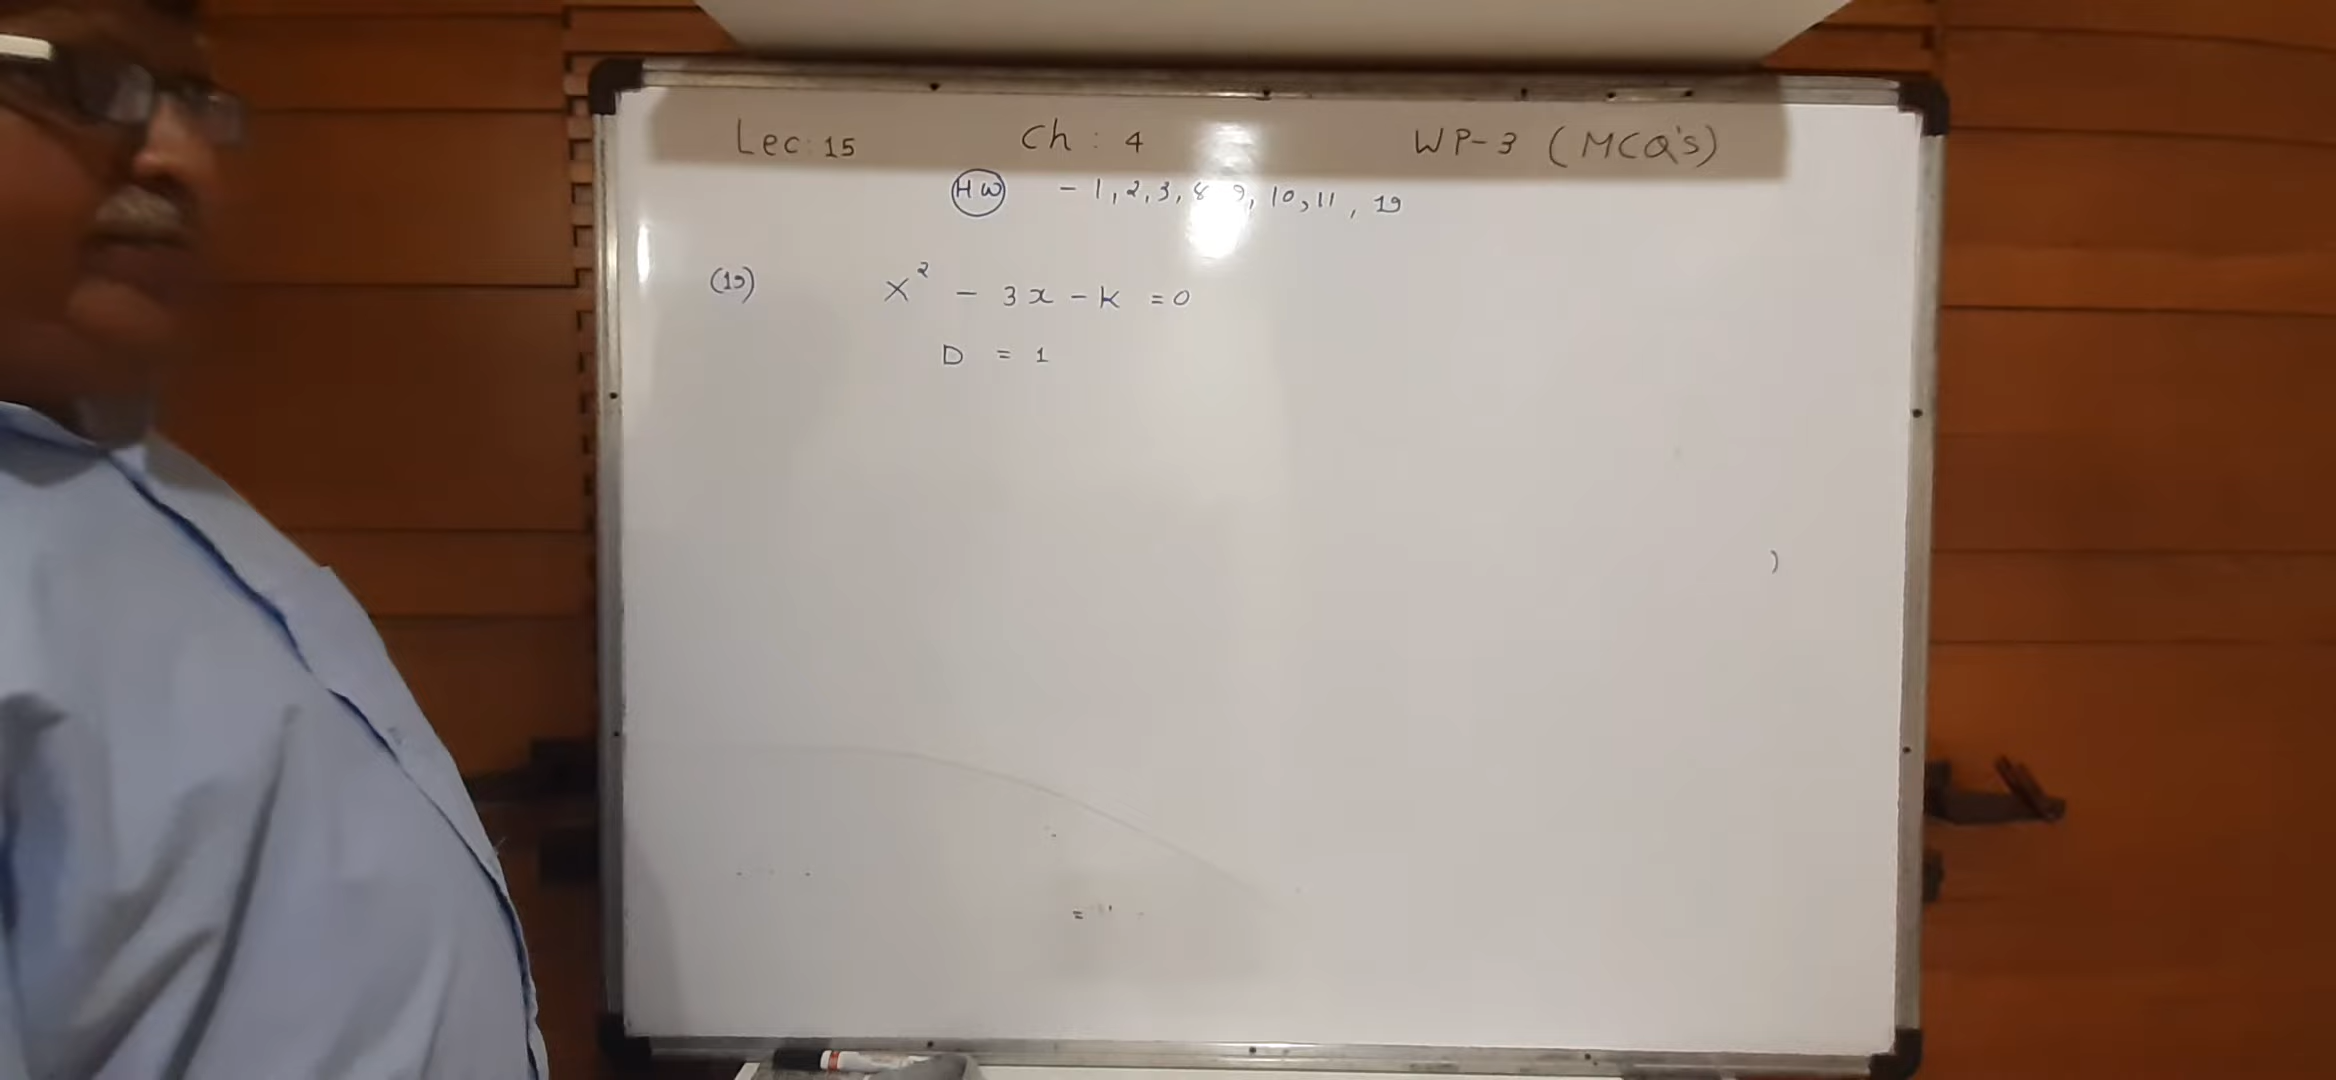 Lec: 15 Ch : 4 WP-3 (MCQ's)
HW - 1, 2, 3, 8 9, 10, 11, 19
(19) x² - 3x - k = 0
D = 1
)
=